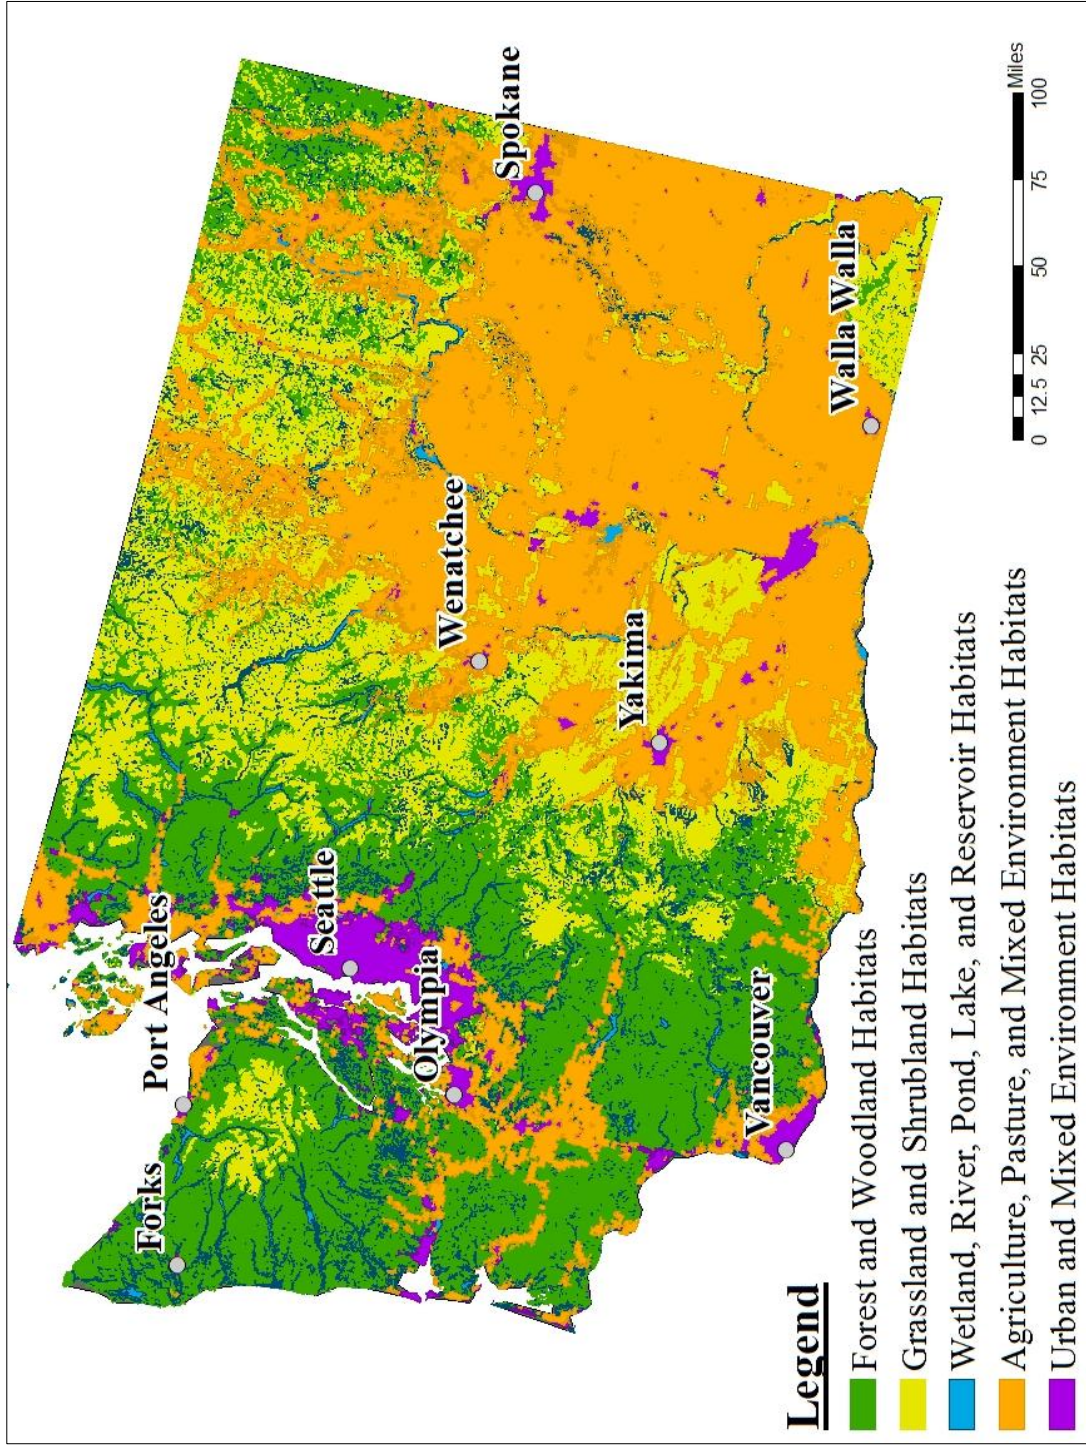 Forks
Port Angeles
Seattle
Olympia
Wenatchee
Spokane
Yakima
Vancouver
Walla Walla
Legend
Forest and Woodland Habitats
Grassland and Shrubland Habitats
Wetland, River, Pond, Lake, and Reservoir Habitats
Agriculture, Pasture, and Mixed Environment Habitats
Urban and Mixed Environment Habitats
0 12.5 25 50 75 100
Miles